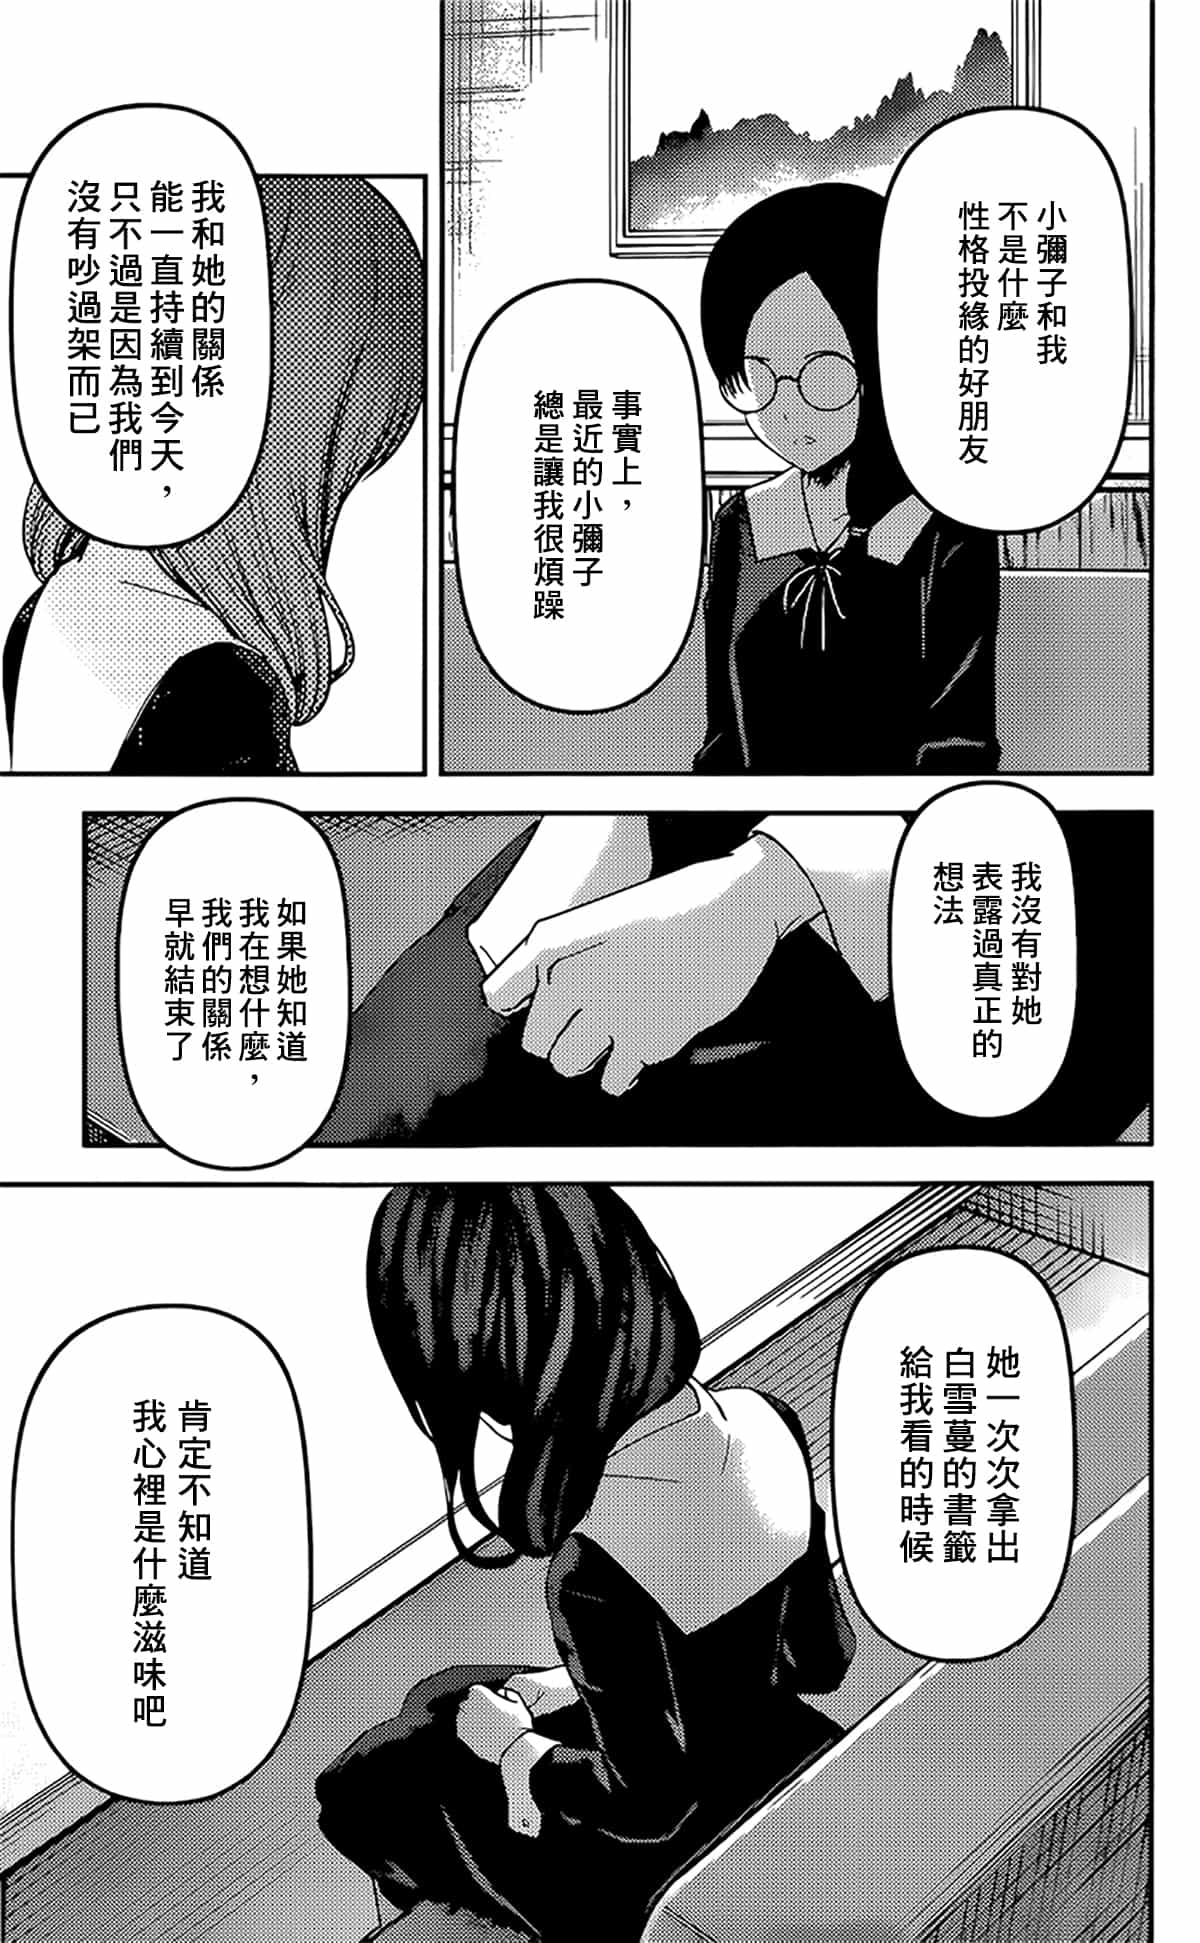 小彌子和我
不是什麼
性格投緣的好朋友
事實上，
最近的小彌子
總是讓我很煩躁
我和她的關係
能一直持續到今天，
只不過是因為我們
沒有吵過架而已
我沒有對她
表露過真正的
想法
如果她知道
我在想什麼，
我們的關係
早就結束了
她一次次拿出
白雪蔓的書籤
給我看的時候
肯定不知道
我心裡是什麼滋味吧